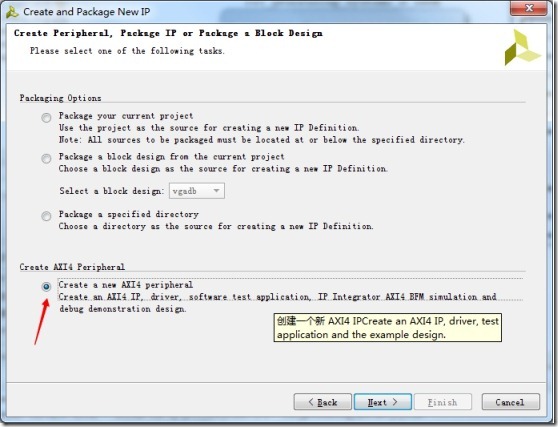 Create and Package New IP
Create Peripheral, Package IP or Package a Block Design
Please select one of the following tasks.
Packaging Options
Package your current project
Use the project as the source for creating a new IP Definition.
Note: All sources to be packaged must be located at or below the specified directory.
Package a block design from the current project
Choose a block design as the source for creating a new IP Definition.
Select a block design: vgadb
Package a specified directory
Choose a directory as the source for creating a new IP Definition.
Create AXI4 Peripheral
Create a new AXI4 peripheral
Create an AXI4 IP, driver, software test application, IP Integrator AXI4 BFM simulation and
debug demonstration design.
创建一个新 AXI4 IPCreate an AXI4 IP, driver, test
application and the example design.
< Back Next > Finish Cancel